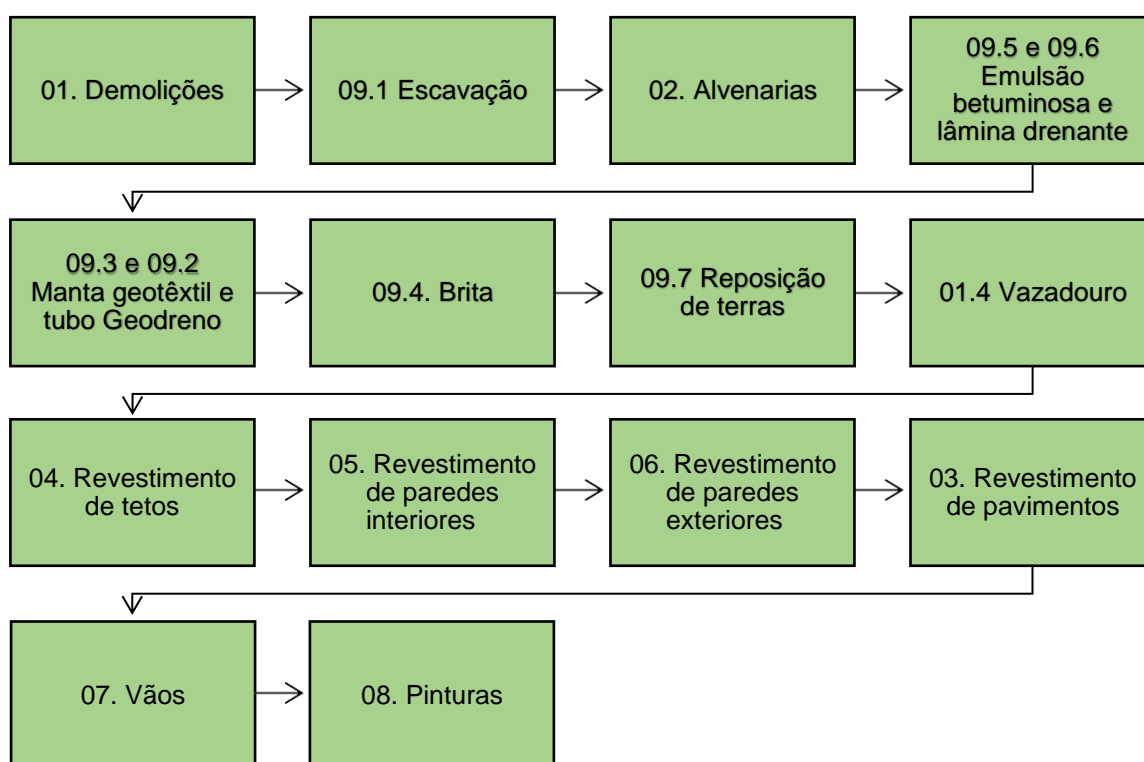 01. Demolições
09.1 Escavação
02. Alvenarias
09.5 e 09.6
Emulsão
betuminosa e
lâmina drenante
09.3 e 09.2
Manta geotêxtil e
tubo Geodreno
09.4. Brita
09.7 Reposição
de terras
01.4 Vazadouro
04. Revestimento
de tetos
05. Revestimento
de paredes
interiores
06. Revestimento
de paredes
exteriores
03. Revestimento
de pavimentos
07. Vãos
08. Pinturas